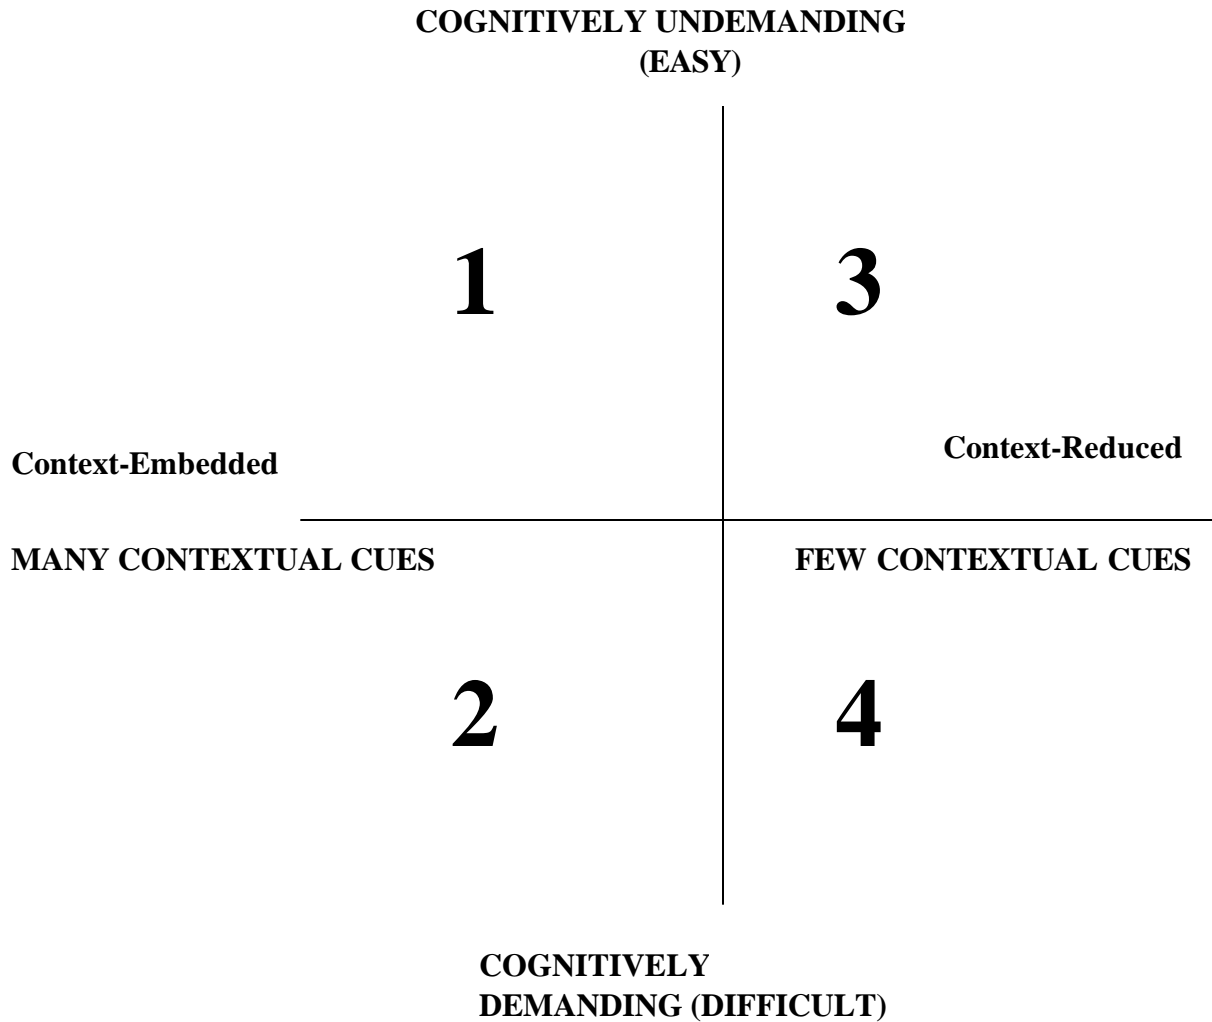 COGNITIVELY UNDEMANDING
(EASY)
1
3
Context-Embedded
Context-Reduced
MANY CONTEXTUAL CUES
FEW CONTEXTUAL CUES
2
4
COGNITIVELY
DEMANDING (DIFFICULT)